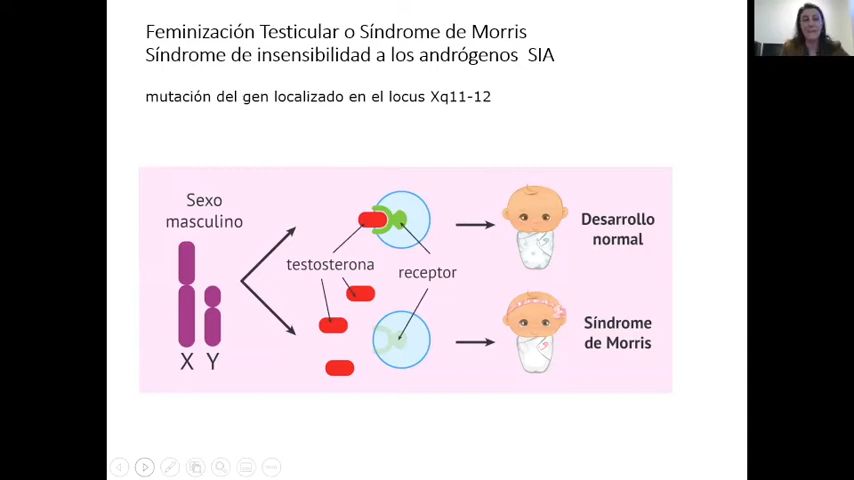 Feminización Testicular o Síndrome de Morris
Síndrome de insensibilidad a los andrógenos  SIA
mutación del gen localizado en el locus Xq11-12
Sexo
masculino
X Y
testosterona
receptor
Desarrollo
normal
Síndrome
de Morris